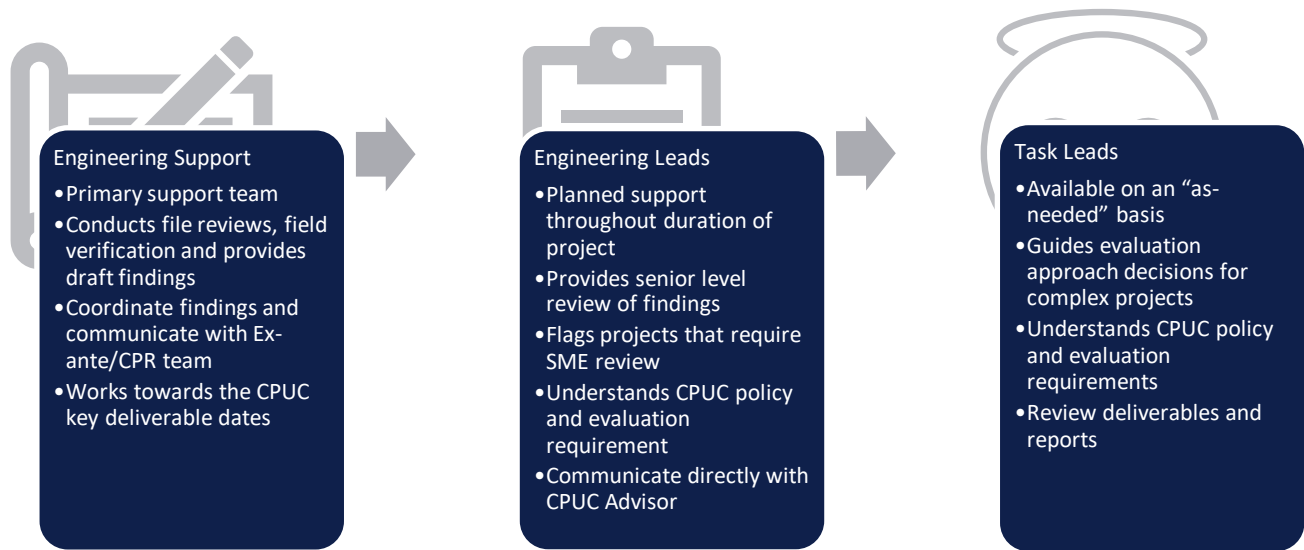 Engineering Support
•Primary support team
•Conducts file reviews, field
verification and provides
draft findings
•Coordinate findings and
communicate with Ex-
ante/CPR team
•Works towards the CPUC
key deliverable dates
Engineering Leads
•Planned support
throughout duration of
project
•Provides senior level
review of findings
•Flags projects that require
SME review
•Understands CPUC policy
and evaluation
requirement
•Communicate directly with
CPUC Advisor
Task Leads
•Available on an “as-
needed” basis
•Guides evaluation
approach decisions for
complex projects
•Understands CPUC policy
and evaluation
requirements
•Review deliverables and
reports